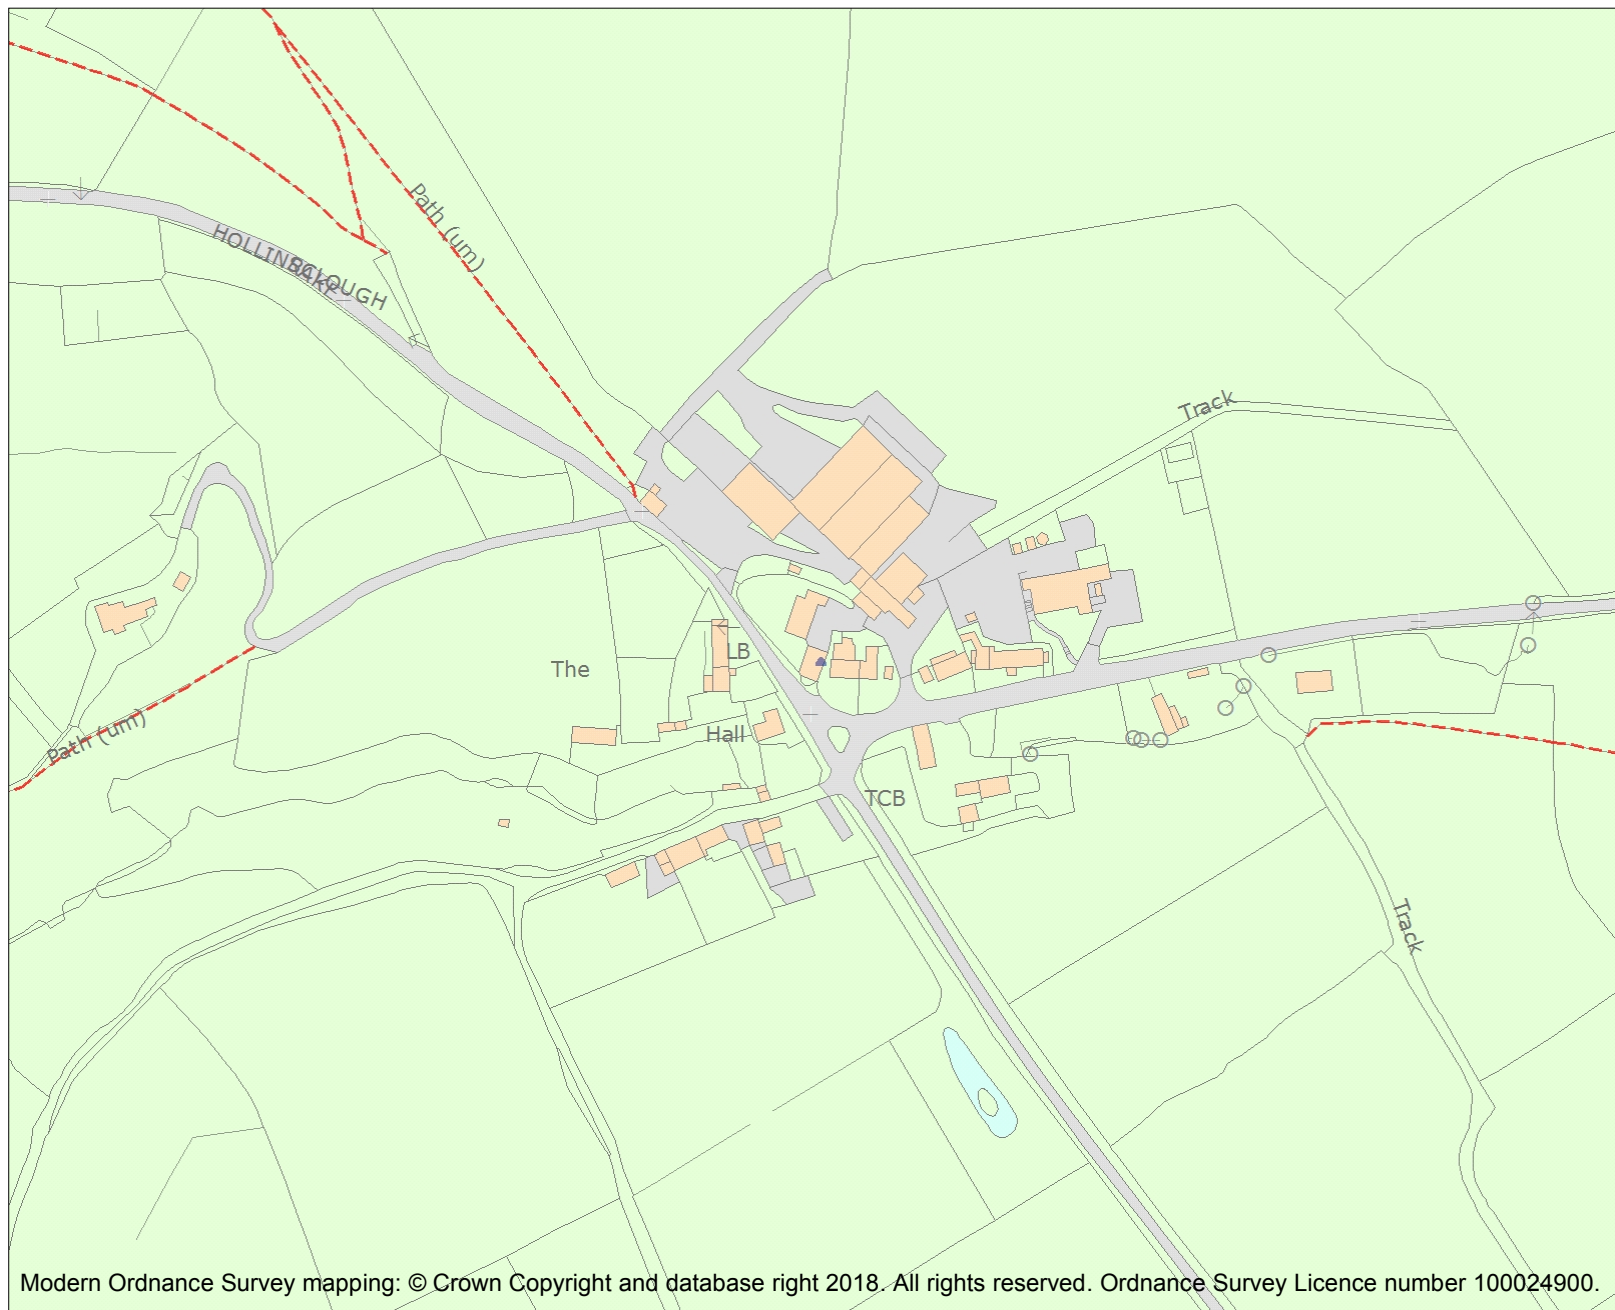 Path (um)
HOLLINSCLOUGH
RAKE
Track
LB
The
Path (um)
Hall
TCB
Track
Modern Ordnance Survey mapping: © Crown Copyright and database right 2018. All rights reserved. Ordnance Survey Licence number 100024900.